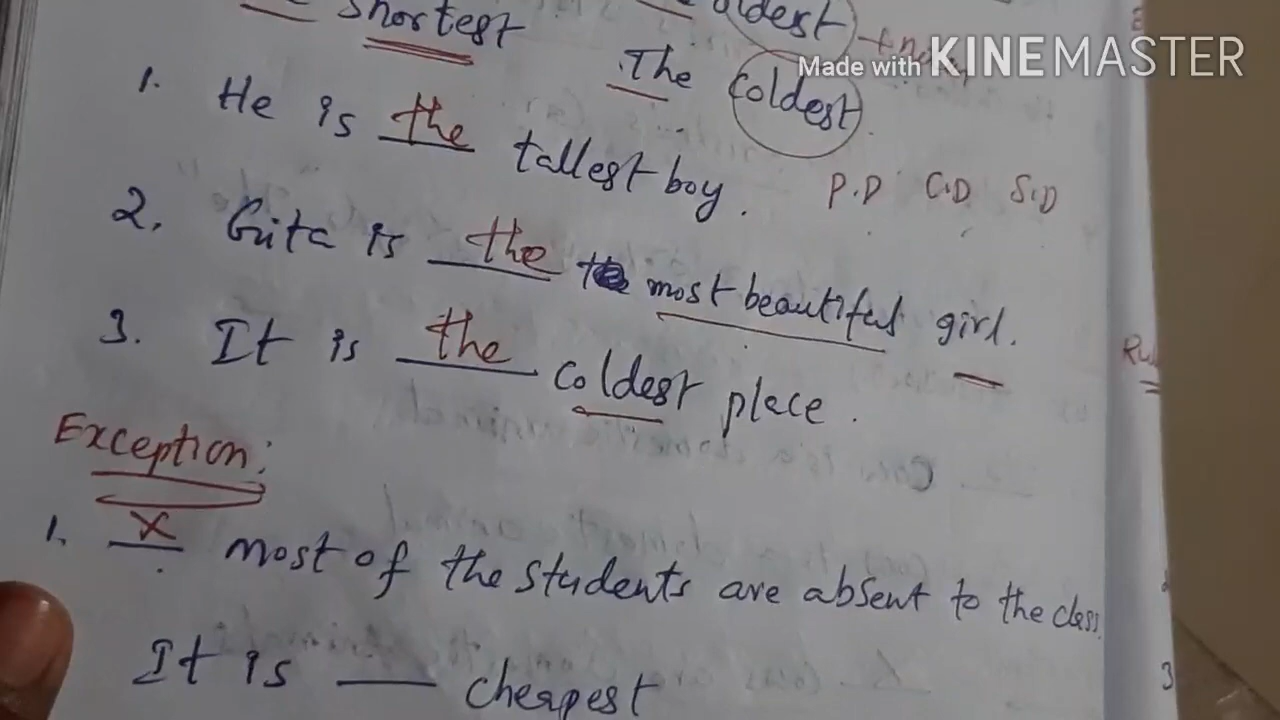 shortest
oldest
The coldest
Made with KINEMASTER
1. He is the tallest boy.
P.D C.D S.D
2. Gita is the most beautiful girl.
3. It is the coldest place.
Exception:
1. x most of the students are absent to the class.
It is ___ cheapest
3